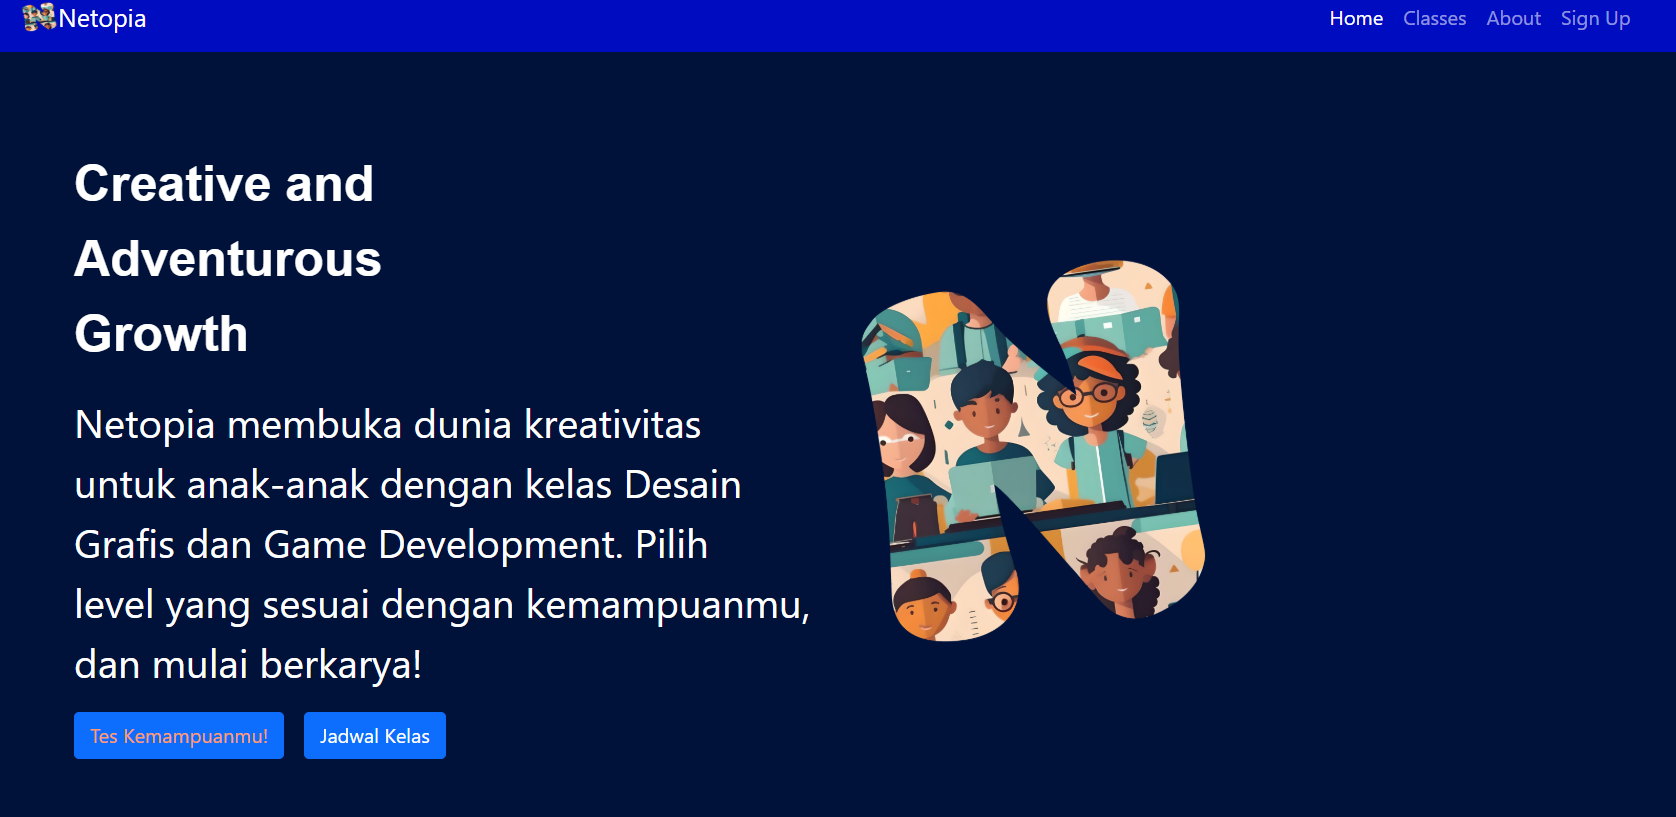 Netopia
Home Classes About Sign Up
Creative and
Adventurous
Growth
Netopia membuka dunia kreativitas
untuk anak-anak dengan kelas Desain
Grafis dan Game Development. Pilih
level yang sesuai dengan kemampuanmu,
dan mulai berkarya!
Tes Kemampuanmu! Jadwal Kelas